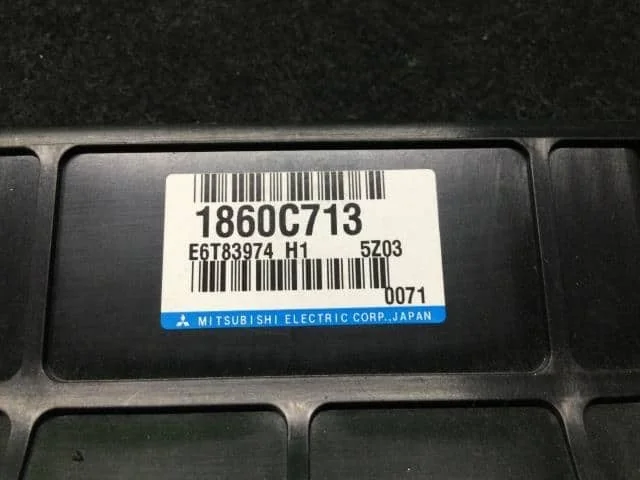 1860C713
E6T83974 H1 5Z03
0071
MITSUBISHI ELECTRIC CORP.,JAPAN